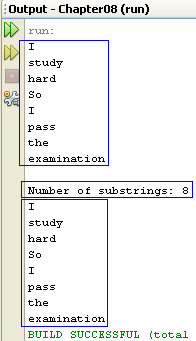 Output - Chapter08 (run)
run:
I
study
hard
So
I
pass
the
examination
Number of substrings: 8
I
study
hard
So
I
pass
the
examination
BUILD SUCCESSFUL (total